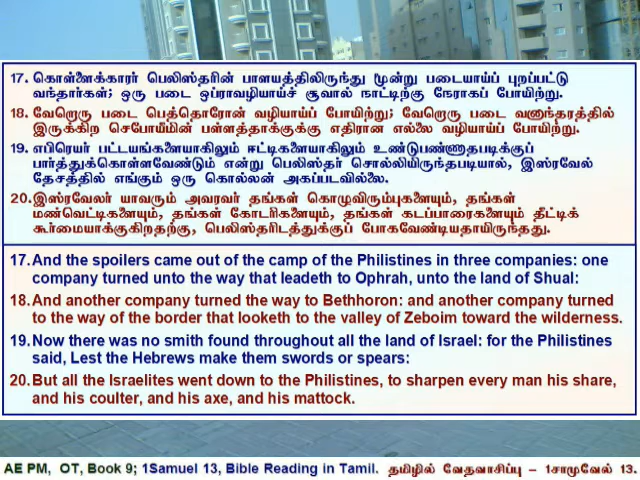 17. கொள்ளைக்காரர் பெலிஸ்தரின் பாளயத்திலிருந்து மூன்று படையாய்ப் புறப்பட்டு
வந்தார்கள்; ஒரு படை ஒப்ராவழியாய்ச் சூவால் நாட்டிற்கு நேராகப் போயிற்று.
18. வேறொரு படை பெத்தொரோன் வழியாய்ப் போயிற்று; வேறொரு படை வனாந்தரத்தில்
இருக்கிற செபோயீமின் பள்ளத்தாக்குக்கு எதிரான எல்லை வழியாய்ப் போயிற்று.
19. எபிரெயர் பட்டயங்களையாகிலும் ஈட்டிகளையாகிலும் உண்டுபண்ணாதபடிக்குப்
பார்த்துக்கொள்ளவேண்டும் என்று பெலிஸ்தர் சொல்லியிருந்தபடியால், இஸ்ரவேல்
தேசத்தில் எங்கும் ஒரு கொல்லன் அகப்படவில்லை.
20. இஸ்ரவேலர் யாவரும் அவரவர் தங்கள் கொழுவிரும்புகளையும், தங்கள்
மண்வெட்டிகளையும், தங்கள் கோடரிகளையும், தங்கள் கடப்பாரைகளையும் தீட்டிக்
கூர்மையாக்குகிறதற்கு, பெலிஸ்தரிடத்துக்குப் போகவேண்டியதாயிருந்தது.
17. And the spoilers came out of the camp of the Philistines in three companies: one
company turned unto the way that leadeth to Ophrah, unto the land of Shual:
18. And another company turned the way to Bethhoron: and another company turned
to the way of the border that looketh to the valley of Zeboim toward the wilderness.
19. Now there was no smith found throughout all the land of Israel: for the Philistines
said, Lest the Hebrews make them swords or spears:
20. But all the Israelites went down to the Philistines, to sharpen every man his share,
and his coulter, and his axe, and his mattock.
AE PM, OT, Book 9; 1Samuel 13, Bible Reading in Tamil. தமிழில் வேதவாசிப்பு – 1சாமுவேல் 13.